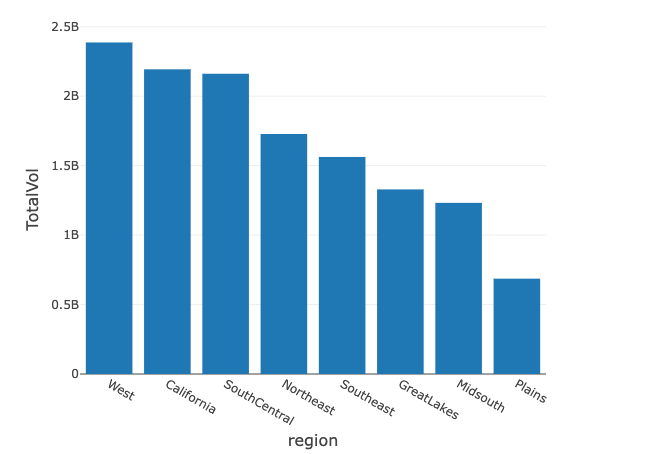 2.5B
2B
1.5B
1B
0.5B
0
TotalVol
West
California
SouthCentral
Northeast
Southeast
GreatLakes
Midsouth
Plains
region